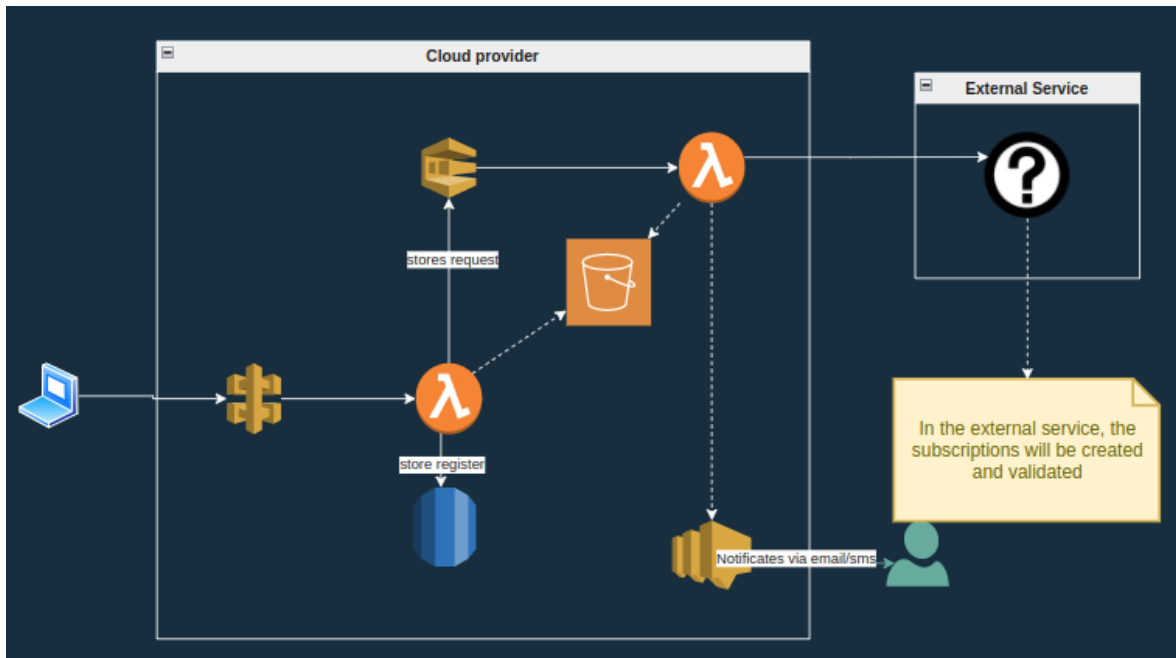 Cloud provider
External Service
stores request
store register
In the external service, the
subscriptions will be created
and validated
Notificates via email/sms